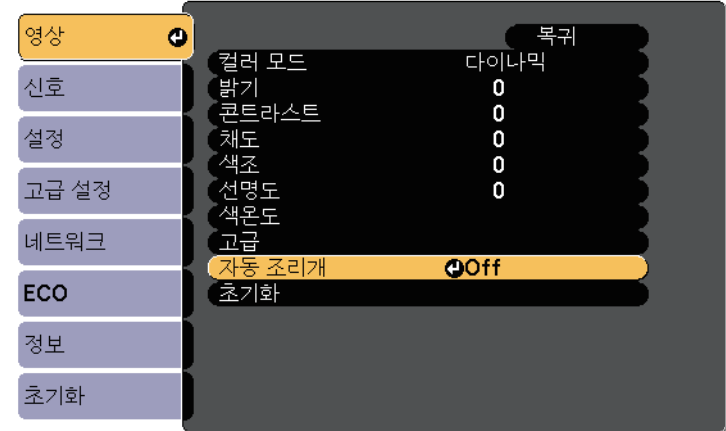 영상
신호
설정
고급 설정
네트워크
ECO
정보
초기화
복귀
컬러 모드 다이나믹
밝기 0
콘트라스트 0
채도 0
색조 0
선명도 0
색온도
고급
자동 조리개 Off
초기화